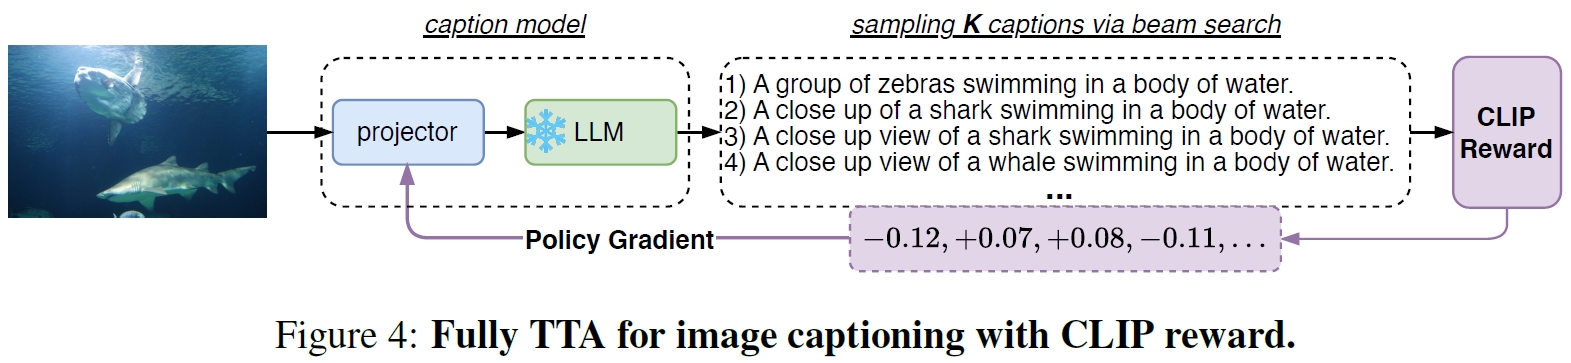 caption model
sampling K captions via beam search
projector
LLM
1) A group of zebras swimming in a body of water.
2) A close up of a shark swimming in a body of water.
3) A close up view of a shark swimming in a body of water.
4) A close up view of a whale swimming in a body of water.
...
CLIP
Reward
Policy Gradient
−0.12, +0.07, +0.08, −0.11, . . .
Figure 4: Fully TTA for image captioning with CLIP reward.